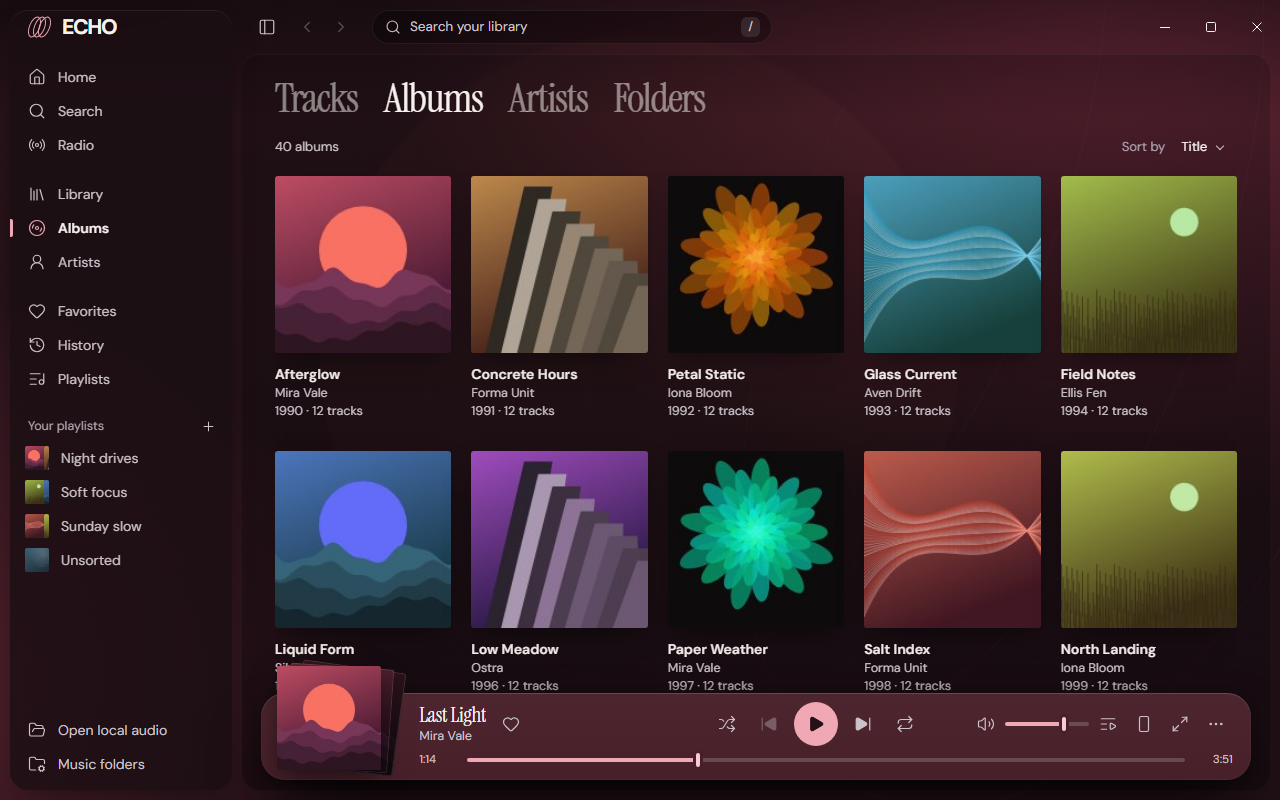 ECHO
Search your library
/
Home
Search
Radio
Library
Albums
Artists
Favorites
History
Playlists
Your playlists
Night drives
Soft focus
Sunday slow
Unsorted
Open local audio
Music folders
Tracks Albums Artists Folders
40 albums
Sort by Title
Afterglow
Mira Vale
1990 · 12 tracks
Concrete Hours
Forma Unit
1991 · 12 tracks
Petal Static
Iona Bloom
1992 · 12 tracks
Glass Current
Aven Drift
1993 · 12 tracks
Field Notes
Ellis Fen
1994 · 12 tracks
Liquid Form
Low Meadow
Ostra
1996 · 12 tracks
Paper Weather
Mira Vale
1997 · 12 tracks
Salt Index
Forma Unit
1998 · 12 tracks
North Landing
Iona Bloom
1999 · 12 tracks
Last Light
Mira Vale
1:14
3:51